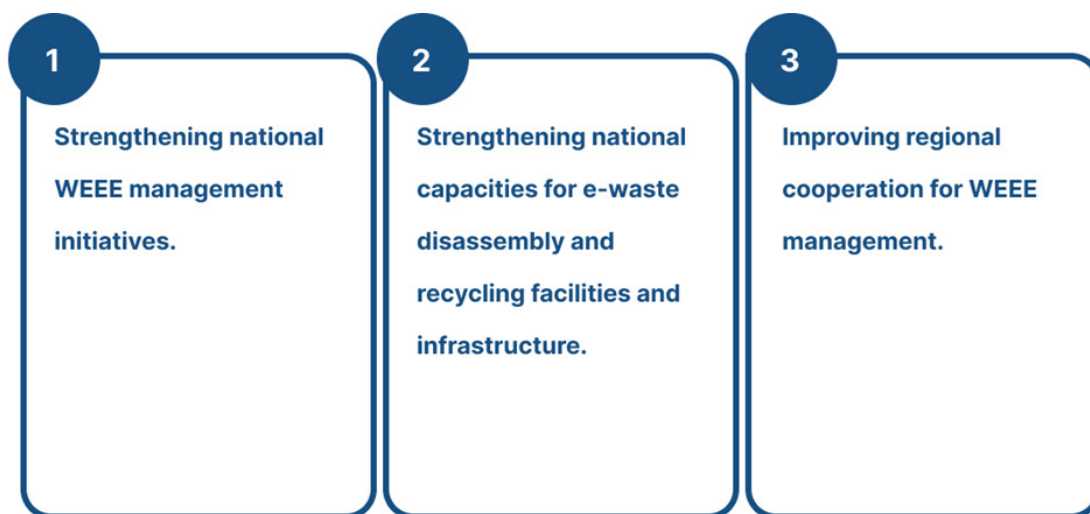 1
Strengthening national
WEEE management
initiatives.
2
Strengthening national
capacities for e-waste
disassembly and
recycling facilities and
infrastructure.
3
Improving regional
cooperation for WEEE
management.